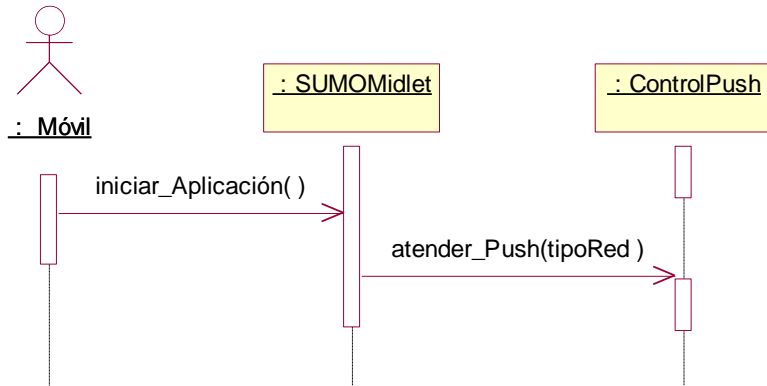 : SUMOMidlet
: ControlPush
: Móvil
iniciar_Aplicación( )
atender_Push(tipoRed )